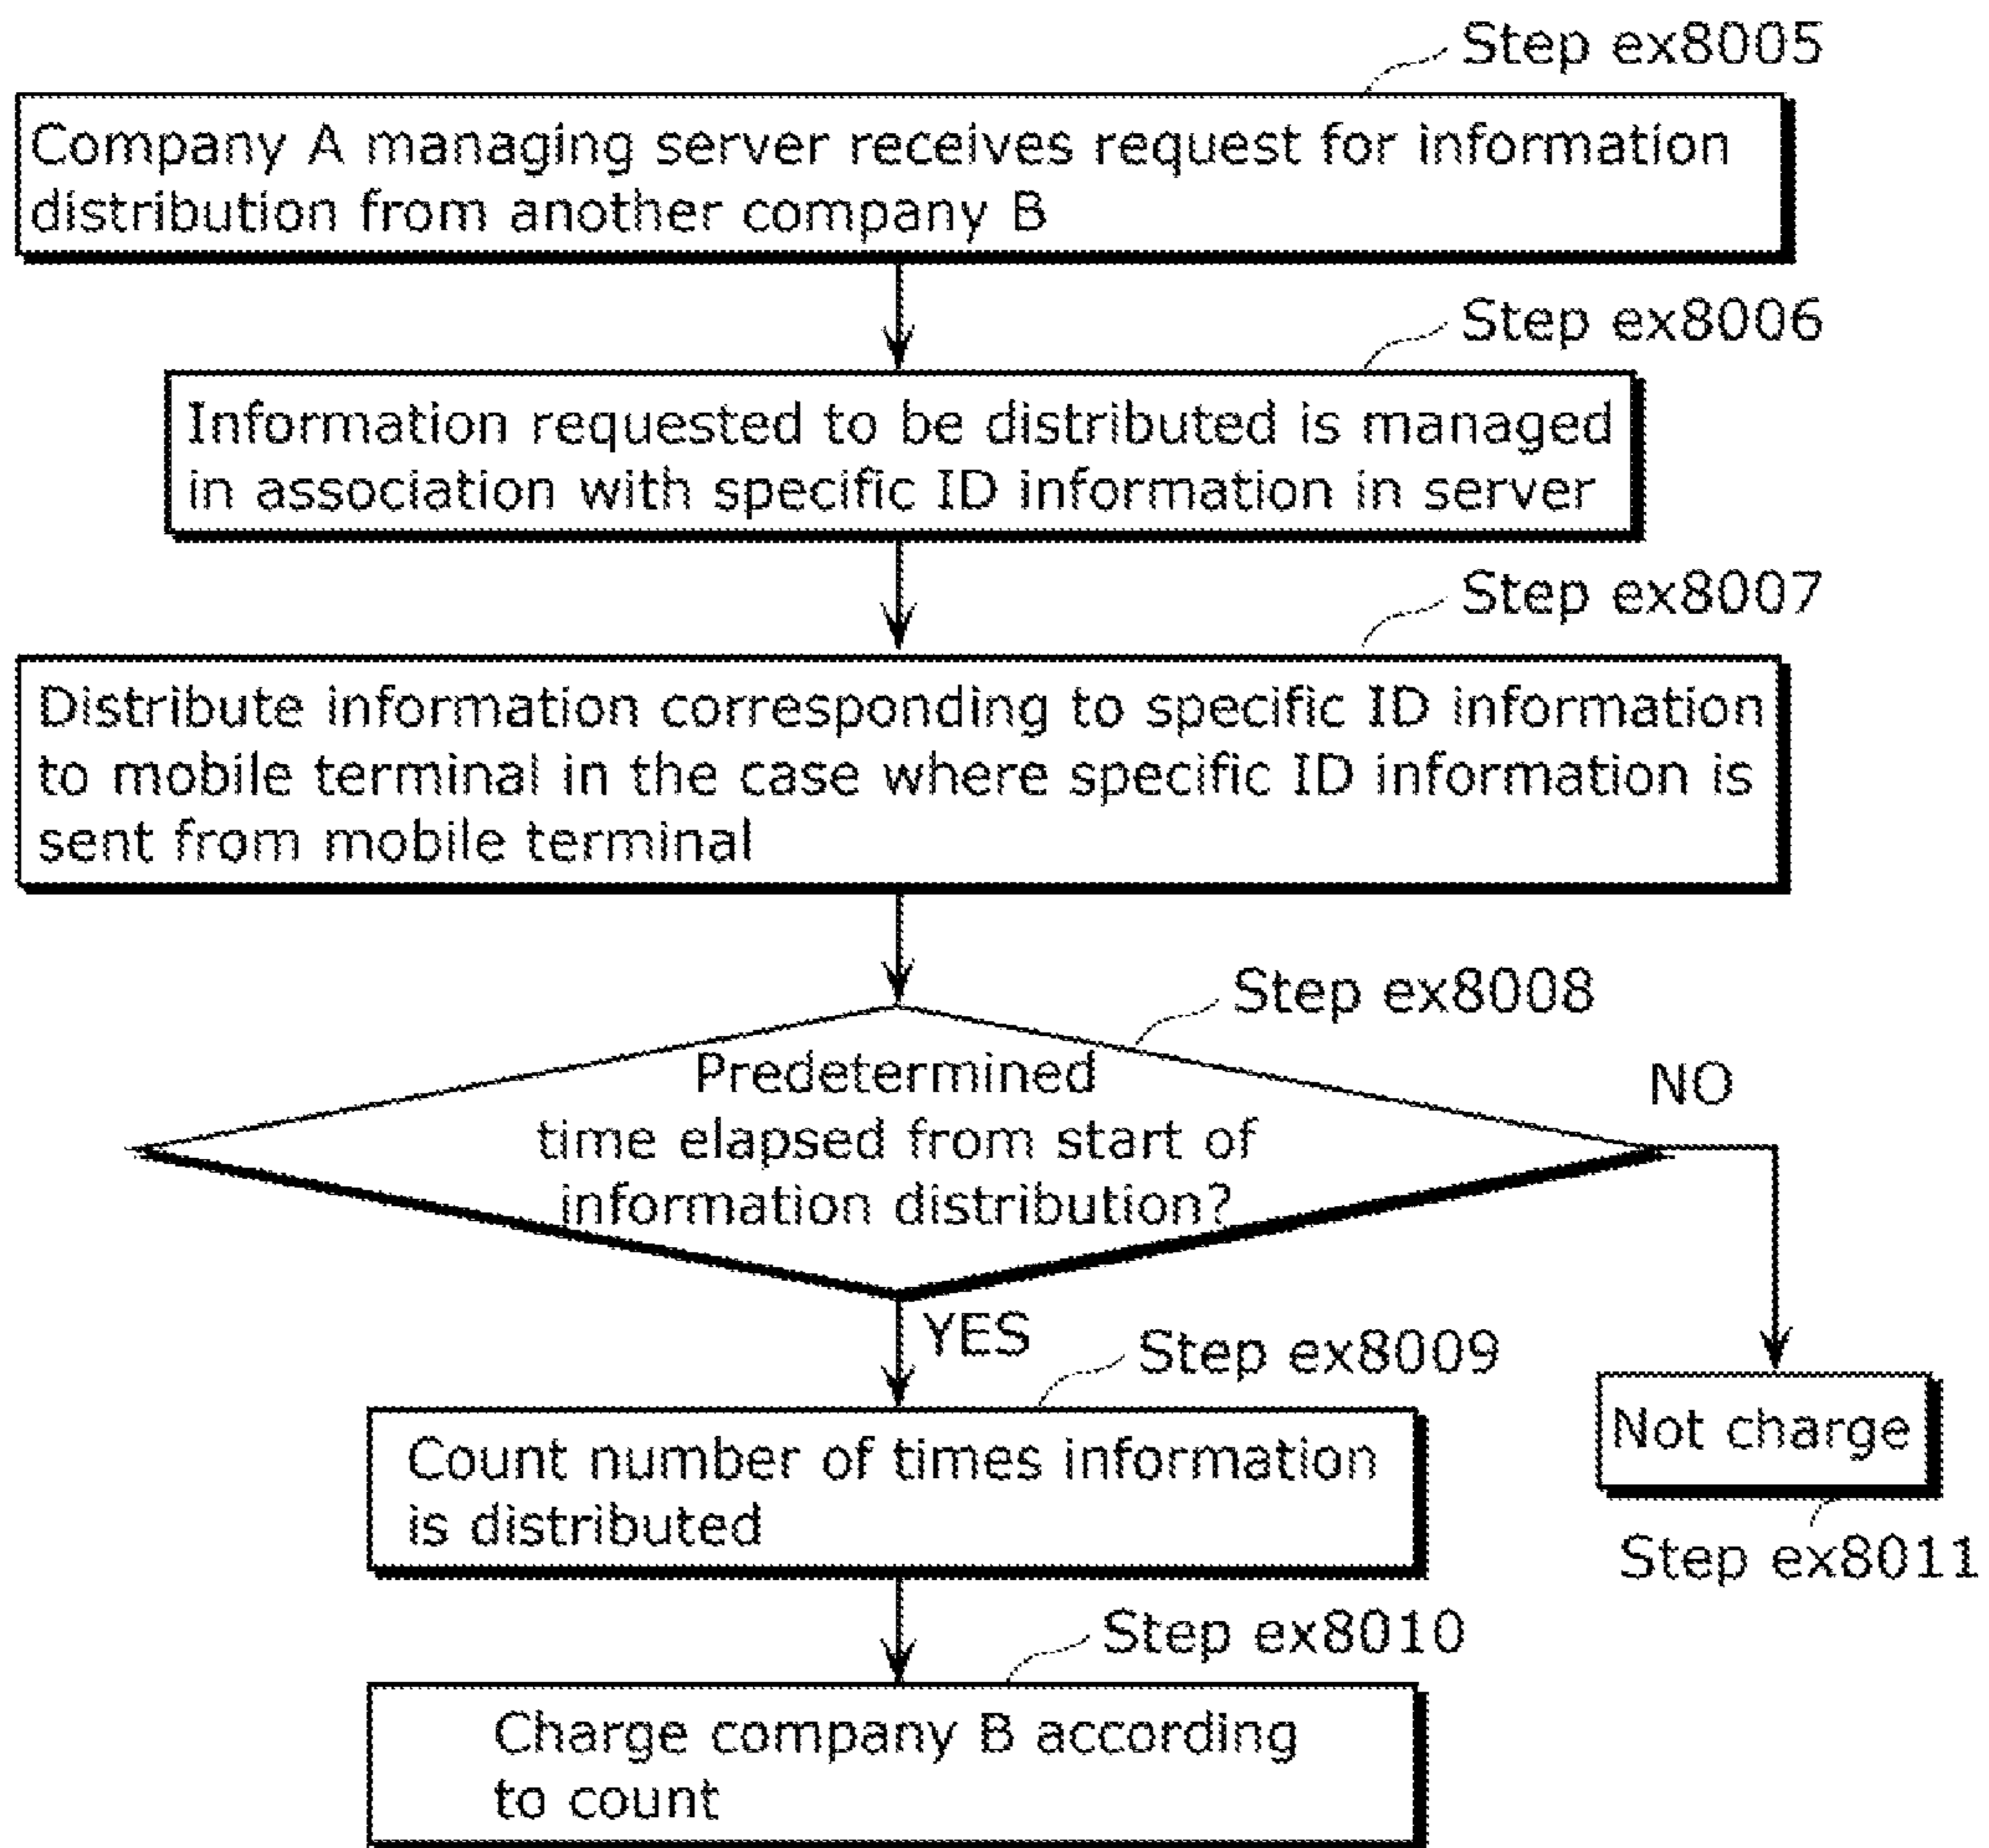 Step ex8005
Company A managing server receives request for information
distribution from another company B
Step ex8006
Information requested to be distributed is managed
in association with specific ID information in server
Step ex8007
Distribute information corresponding to specific ID information
to mobile terminal in the case where specific ID information is
sent from mobile terminal
Step ex8008
Predetermined
time elapsed from start of
information distribution?
NO
YES
Step ex8009
Count number of times information
is distributed
Not charge
Step ex8011
Step ex8010
Charge company B according
to count